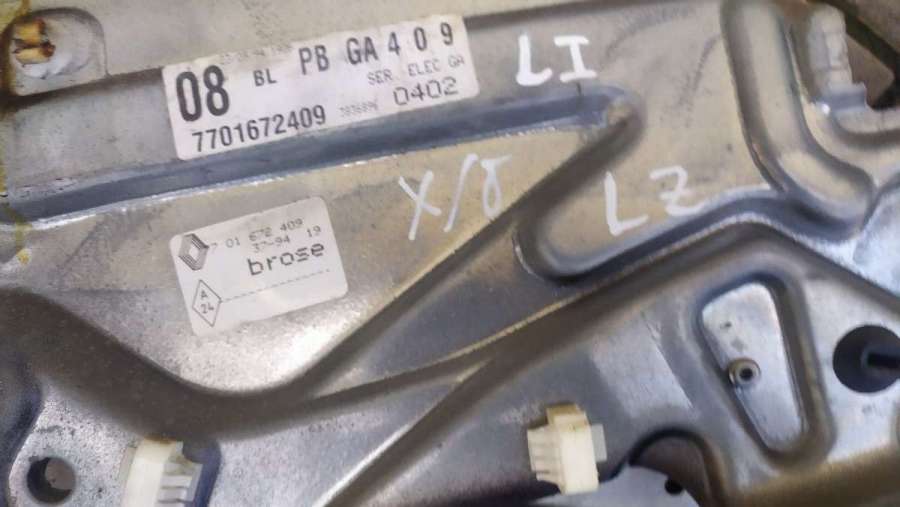 08 BL PB GA 4 0 9
SER. ELEC GA
7701672409 0402
LI
X/
LZ
7 01 672 409
37-94 19
brose
A
24